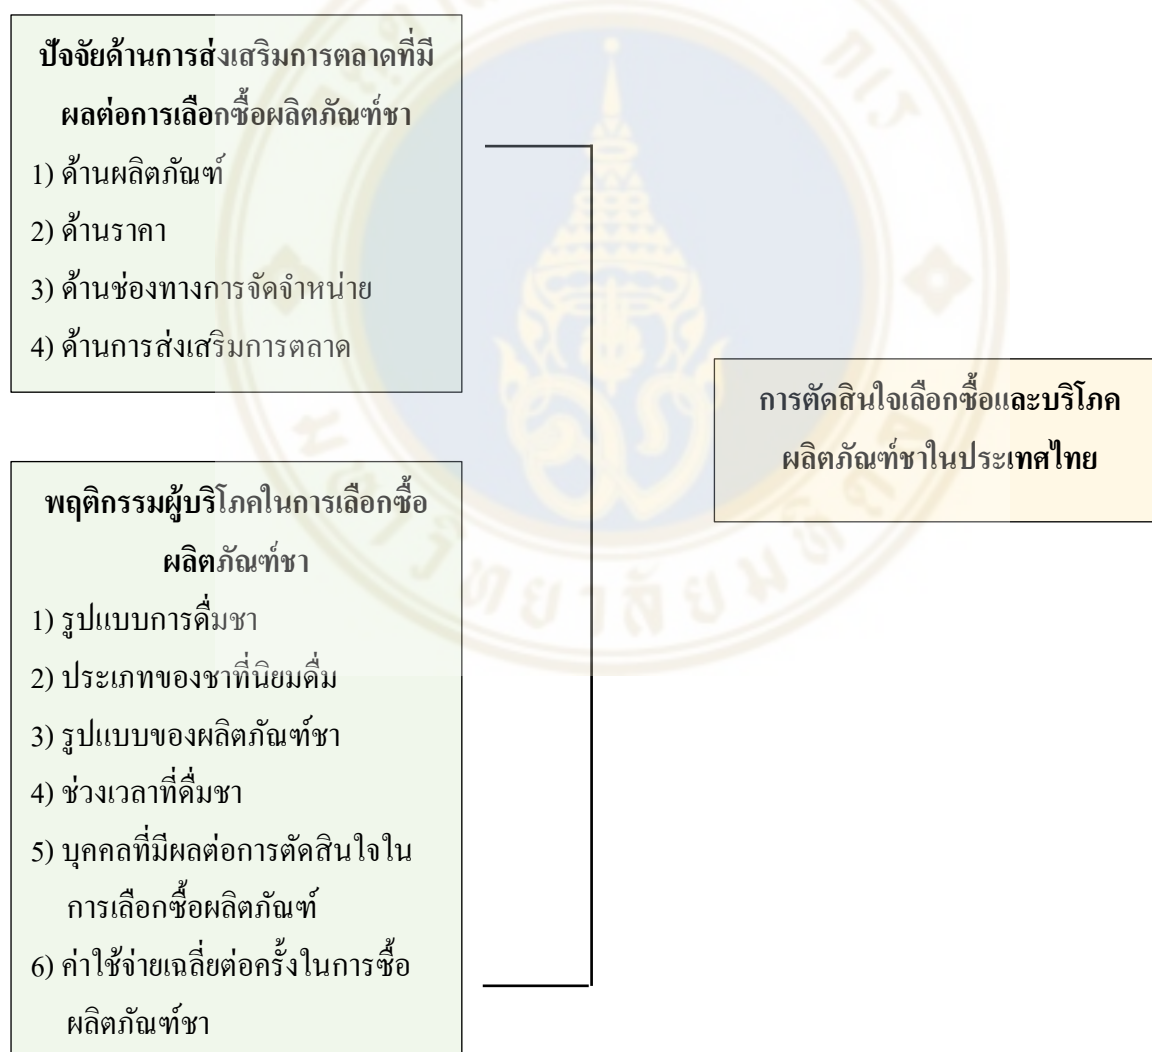 ปัจจัยด้านการส่งเสริมการตลาดที่มี
ผลต่อการเลือกซื้อผลิตภัณฑ์ชา
1) ด้านผลิตภัณฑ์
2) ด้านราคา
3) ด้านช่องทางการจัดจำหน่าย
4) ด้านการส่งเสริมการตลาด
พฤติกรรมผู้บริโภคในการเลือกซื้อ
ผลิตภัณฑ์ชา
1) รูปแบบการดื่มชา
2) ประเภทของชาที่นิยมดื่ม
3) รูปแบบของผลิตภัณฑ์ชา
4) ช่วงเวลาที่ดื่มชา
5) บุคคลที่มีผลต่อการตัดสินใจใน
การเลือกซื้อผลิตภัณฑ์
6) ค่าใช้จ่ายเฉลี่ยต่อครั้งในการซื้อ
ผลิตภัณฑ์ชา
การตัดสินใจเลือกซื้อและบริโภค
ผลิตภัณฑ์ชาในประเทศไทย